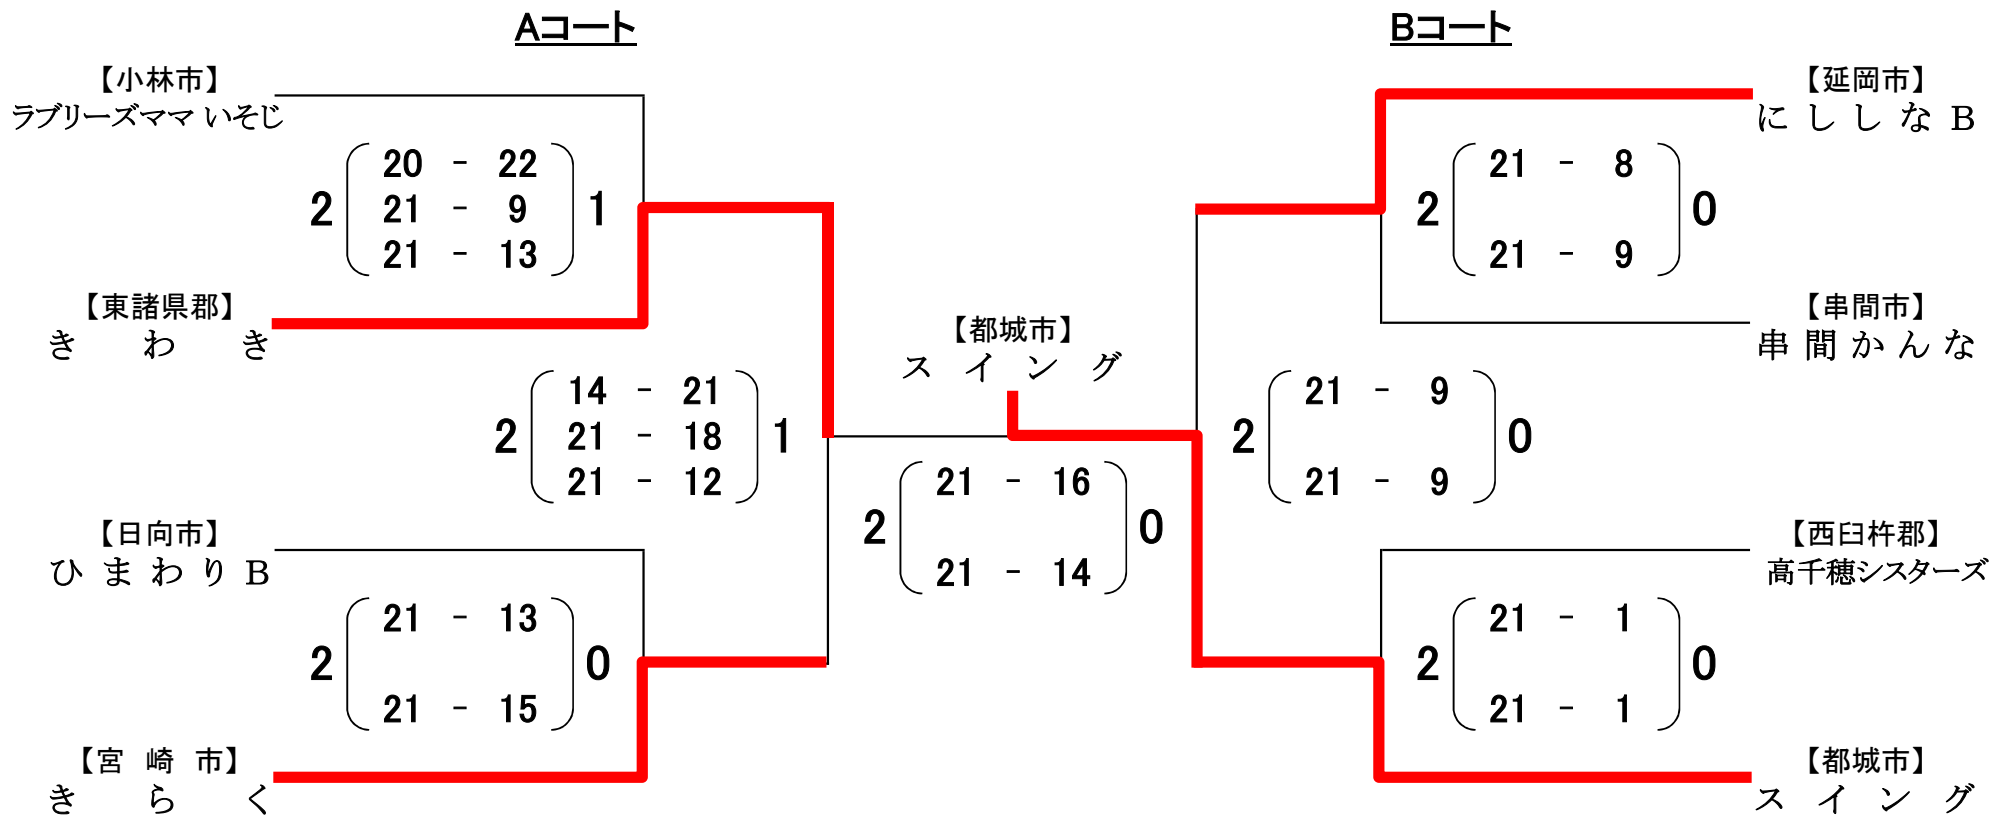 Aコート
Bコート
【小林市】
ラブリーズママ いそじ
2 20 - 22 1
21 - 9
21 - 13
【東諸県郡】
きわき
2 14 - 21 1
21 - 18
21 - 12
【日向市】
ひまわりB
2 21 - 13 0
21 - 15
【宮崎市】
きらく
【都城市】
スイング
2 21 - 16 0
21 - 14
【延岡市】
にししなB
2 21 - 8 0
21 - 9
【串間市】
串間かんな
2 21 - 9 0
21 - 9
【西臼杵郡】
高千穂シスターズ
2 21 - 1 0
21 - 1
【都城市】
スイング